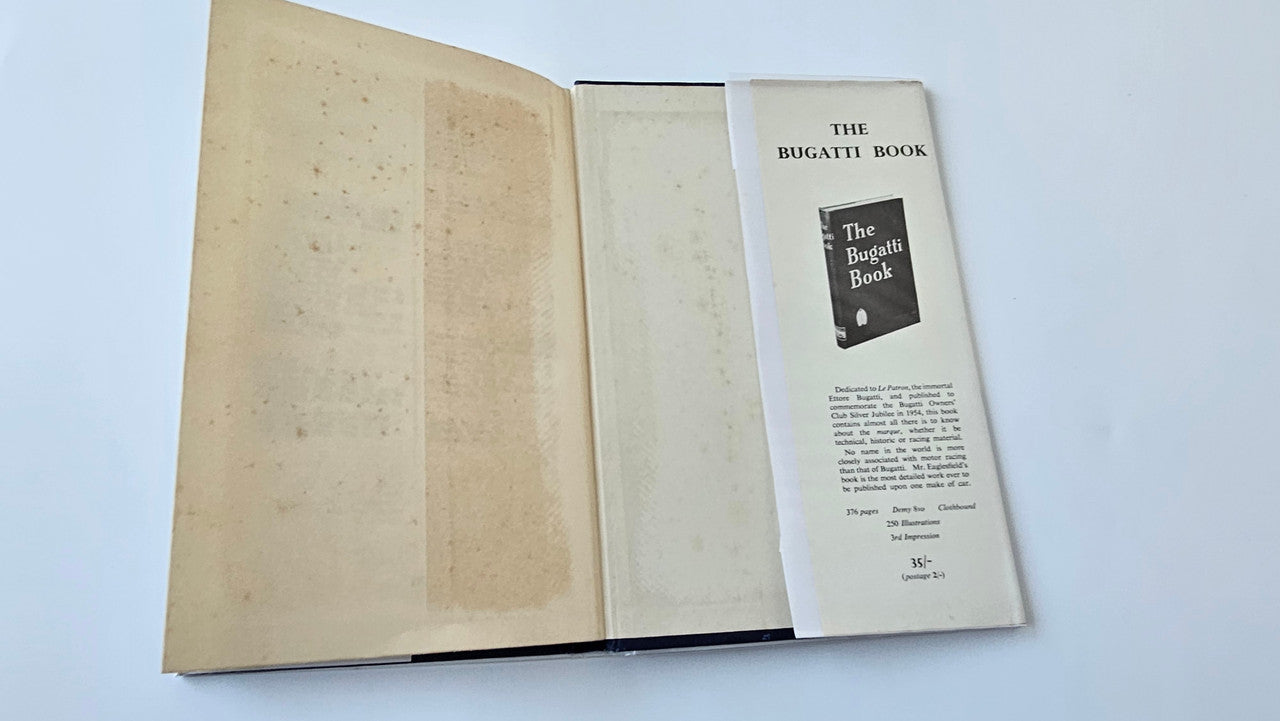 THE
BUGATTI BOOK
The
Bugatti
Book
Dedicated to Le Patron, the immortal
Ettore Bugatti, and published to
commemorate the Bugatti Owners'
Club Silver Jubilee in 1954, this book
contains almost all there is to know
about the marque, whether it be
technical, historic or racing material.
No name in the world is more
closely associated with motor racing
than that of Bugatti. Mr. Eaglesfield's
book is the most detailed work ever to
be published upon one make of car.
376 pages Demy 8vo Clothbound
250 Illustrations
3rd Impression
35/-
(postage 2/-)